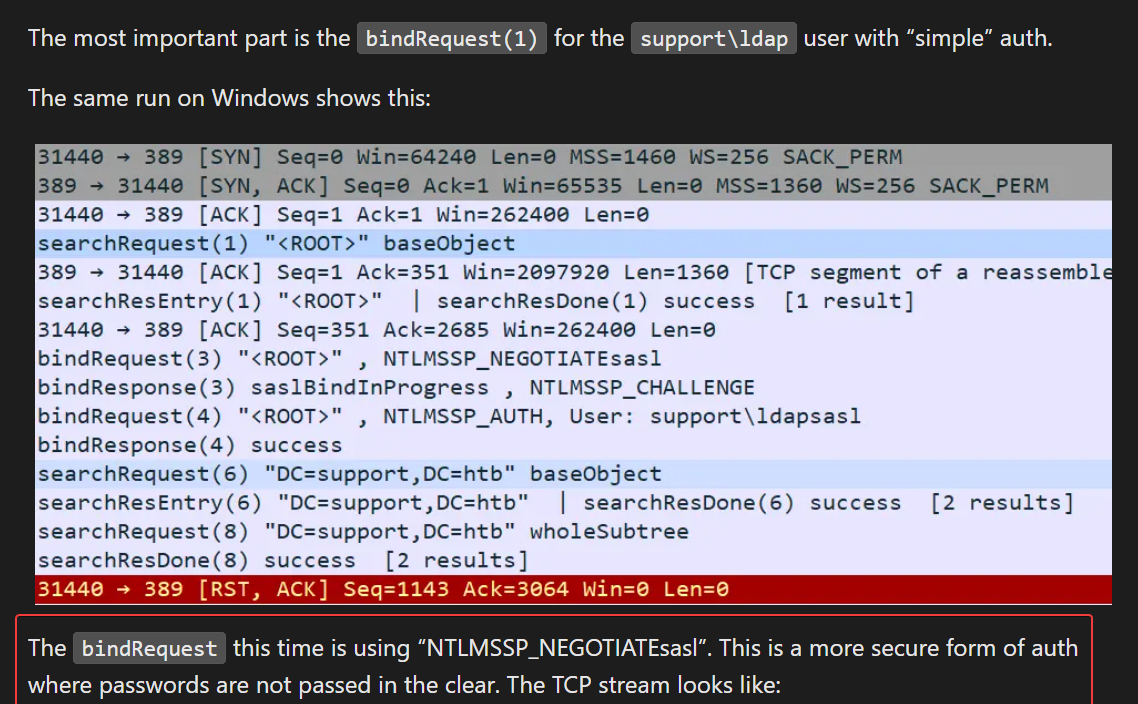 The most important part is the bindRequest(1) for the support\ldap user with “simple” auth.
The same run on Windows shows this:
31440 → 389 [SYN] Seq=0 Win=64240 Len=0 MSS=1460 WS=256 SACK_PERM
389 → 31440 [SYN, ACK] Seq=0 Ack=1 Win=65535 Len=0 MSS=1360 WS=256 SACK_PERM
31440 → 389 [ACK] Seq=1 Ack=1 Win=262400 Len=0
searchRequest(1) "<ROOT>" baseObject
389 → 31440 [ACK] Seq=1 Ack=351 Win=2097920 Len=1360 [TCP segment of a reassemble
searchResEntry(1) "<ROOT>" | searchResDone(1) success [1 result]
31440 → 389 [ACK] Seq=351 Ack=2685 Win=262400 Len=0
bindRequest(3) "<ROOT>" , NTLMSSP_NEGOTIATEsasl
bindResponse(3) saslBindInProgress , NTLMSSP_CHALLENGE
bindRequest(4) "<ROOT>" , NTLMSSP_AUTH, User: support\ldapsasl
bindResponse(4) success
searchRequest(6) "DC=support,DC=htb" baseObject
searchResEntry(6) "DC=support,DC=htb" | searchResDone(6) success [2 results]
searchRequest(8) "DC=support,DC=htb" wholeSubtree
searchResDone(8) success [2 results]
31440 → 389 [RST, ACK] Seq=1143 Ack=3064 Win=0 Len=0
The bindRequest this time is using “NTLMSSP_NEGOTIATEsasl”. This is a more secure form of auth
where passwords are not passed in the clear. The TCP stream looks like: